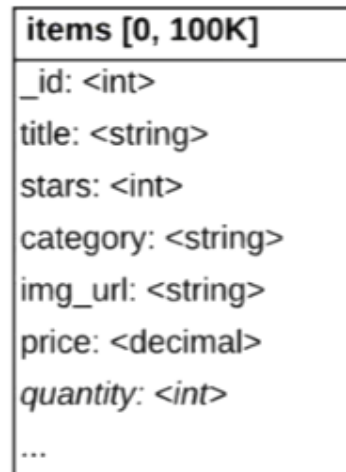 items [0, 100K]
_id: <int>
title: <string>
stars: <int>
category: <string>
img_url: <string>
price: <decimal>
quantity: <int>
...